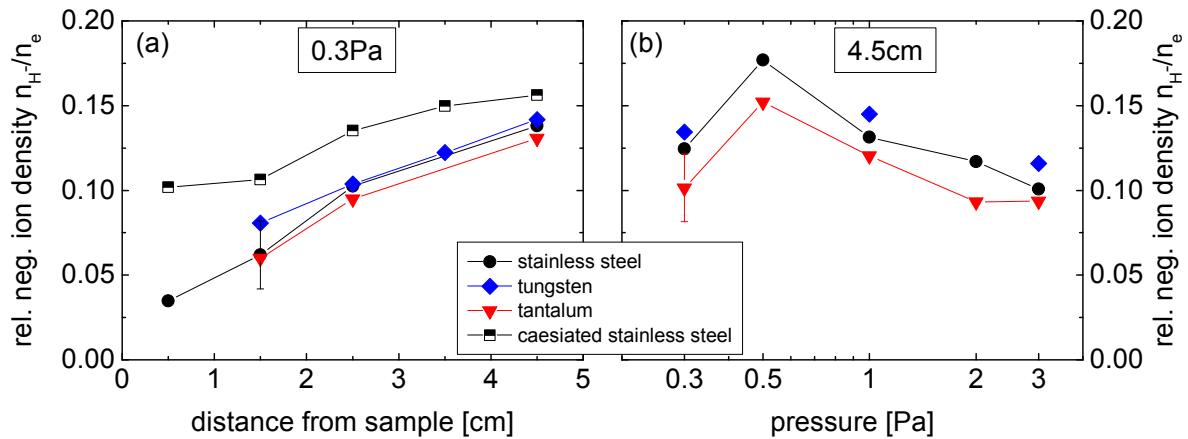 (a)
0.3Pa
rel. neg. ion density n_H-/n_e
0.20
0.15
0.10
0.05
0.00
0 1 2 3 4 5
distance from sample [cm]
stainless steel
tungsten
tantalum
caesiated stainless steel
(b)
4.5cm
0.3 0.5 1 2 3
pressure [Pa]
0.20
0.15
0.10
0.05
0.00
rel. neg. ion density n_H-/n_e